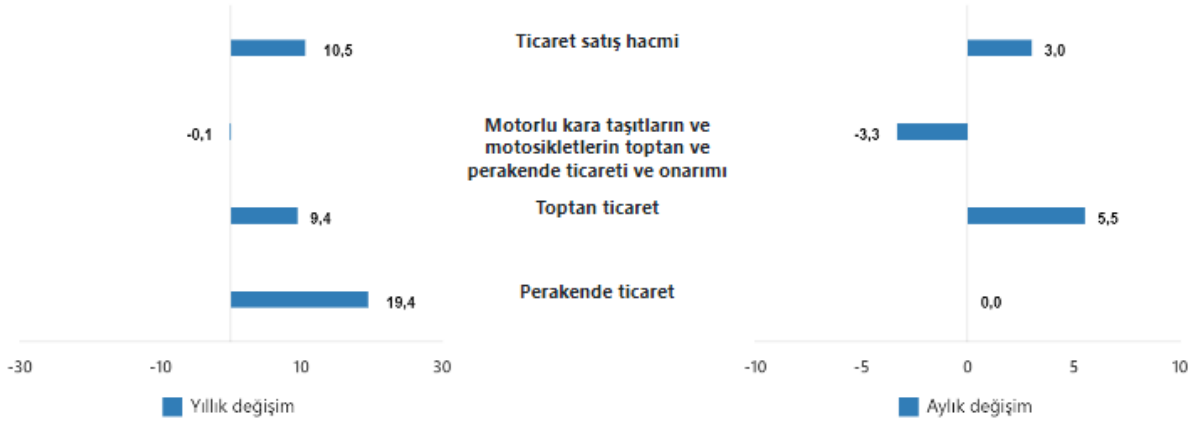 10,5
Ticaret satış hacmi
3,0
-0,1
Motorlu kara taşıtların ve
motosikletlerin toptan ve
perakende ticareti ve onarımı
-3,3
9,4
Toptan ticaret
5,5
19,4
Perakende ticaret
0,0
-30 -10 10 30
-10 -5 0 5 10
Yıllık değişim
Aylık değişim